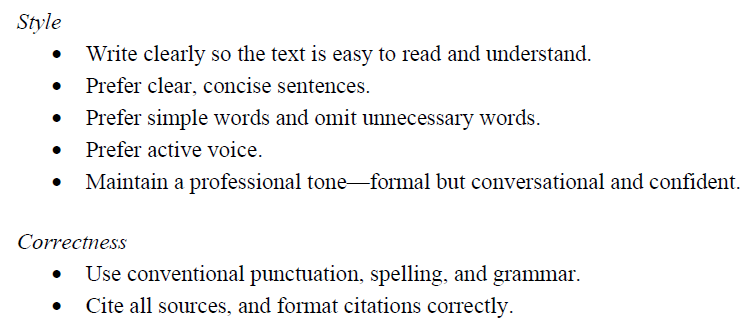 Style
• Write clearly so the text is easy to read and understand.
• Prefer clear, concise sentences.
• Prefer simple words and omit unnecessary words.
• Prefer active voice.
• Maintain a professional tone—formal but conversational and confident.
Correctness
• Use conventional punctuation, spelling, and grammar.
• Cite all sources, and format citations correctly.